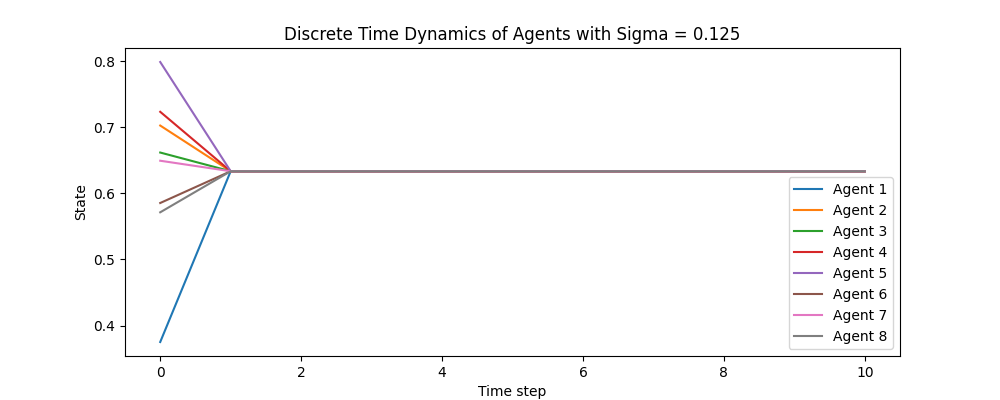 Discrete Time Dynamics of Agents with Sigma = 0.125
State
0.8
0.7
0.6
0.5
0.4
0
2
4
6
8
10
Time step
Agent 1
Agent 2
Agent 3
Agent 4
Agent 5
Agent 6
Agent 7
Agent 8